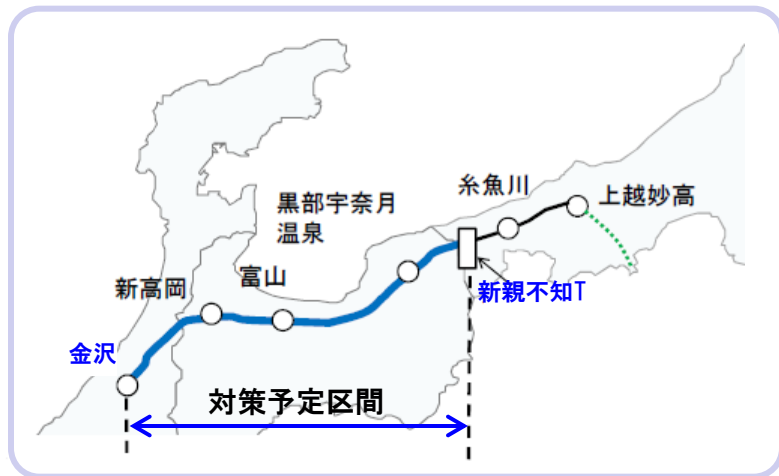 糸魚川
上越妙高
黒部宇奈月
温泉
富山
新高岡
新親不知T
金沢
対策予定区間